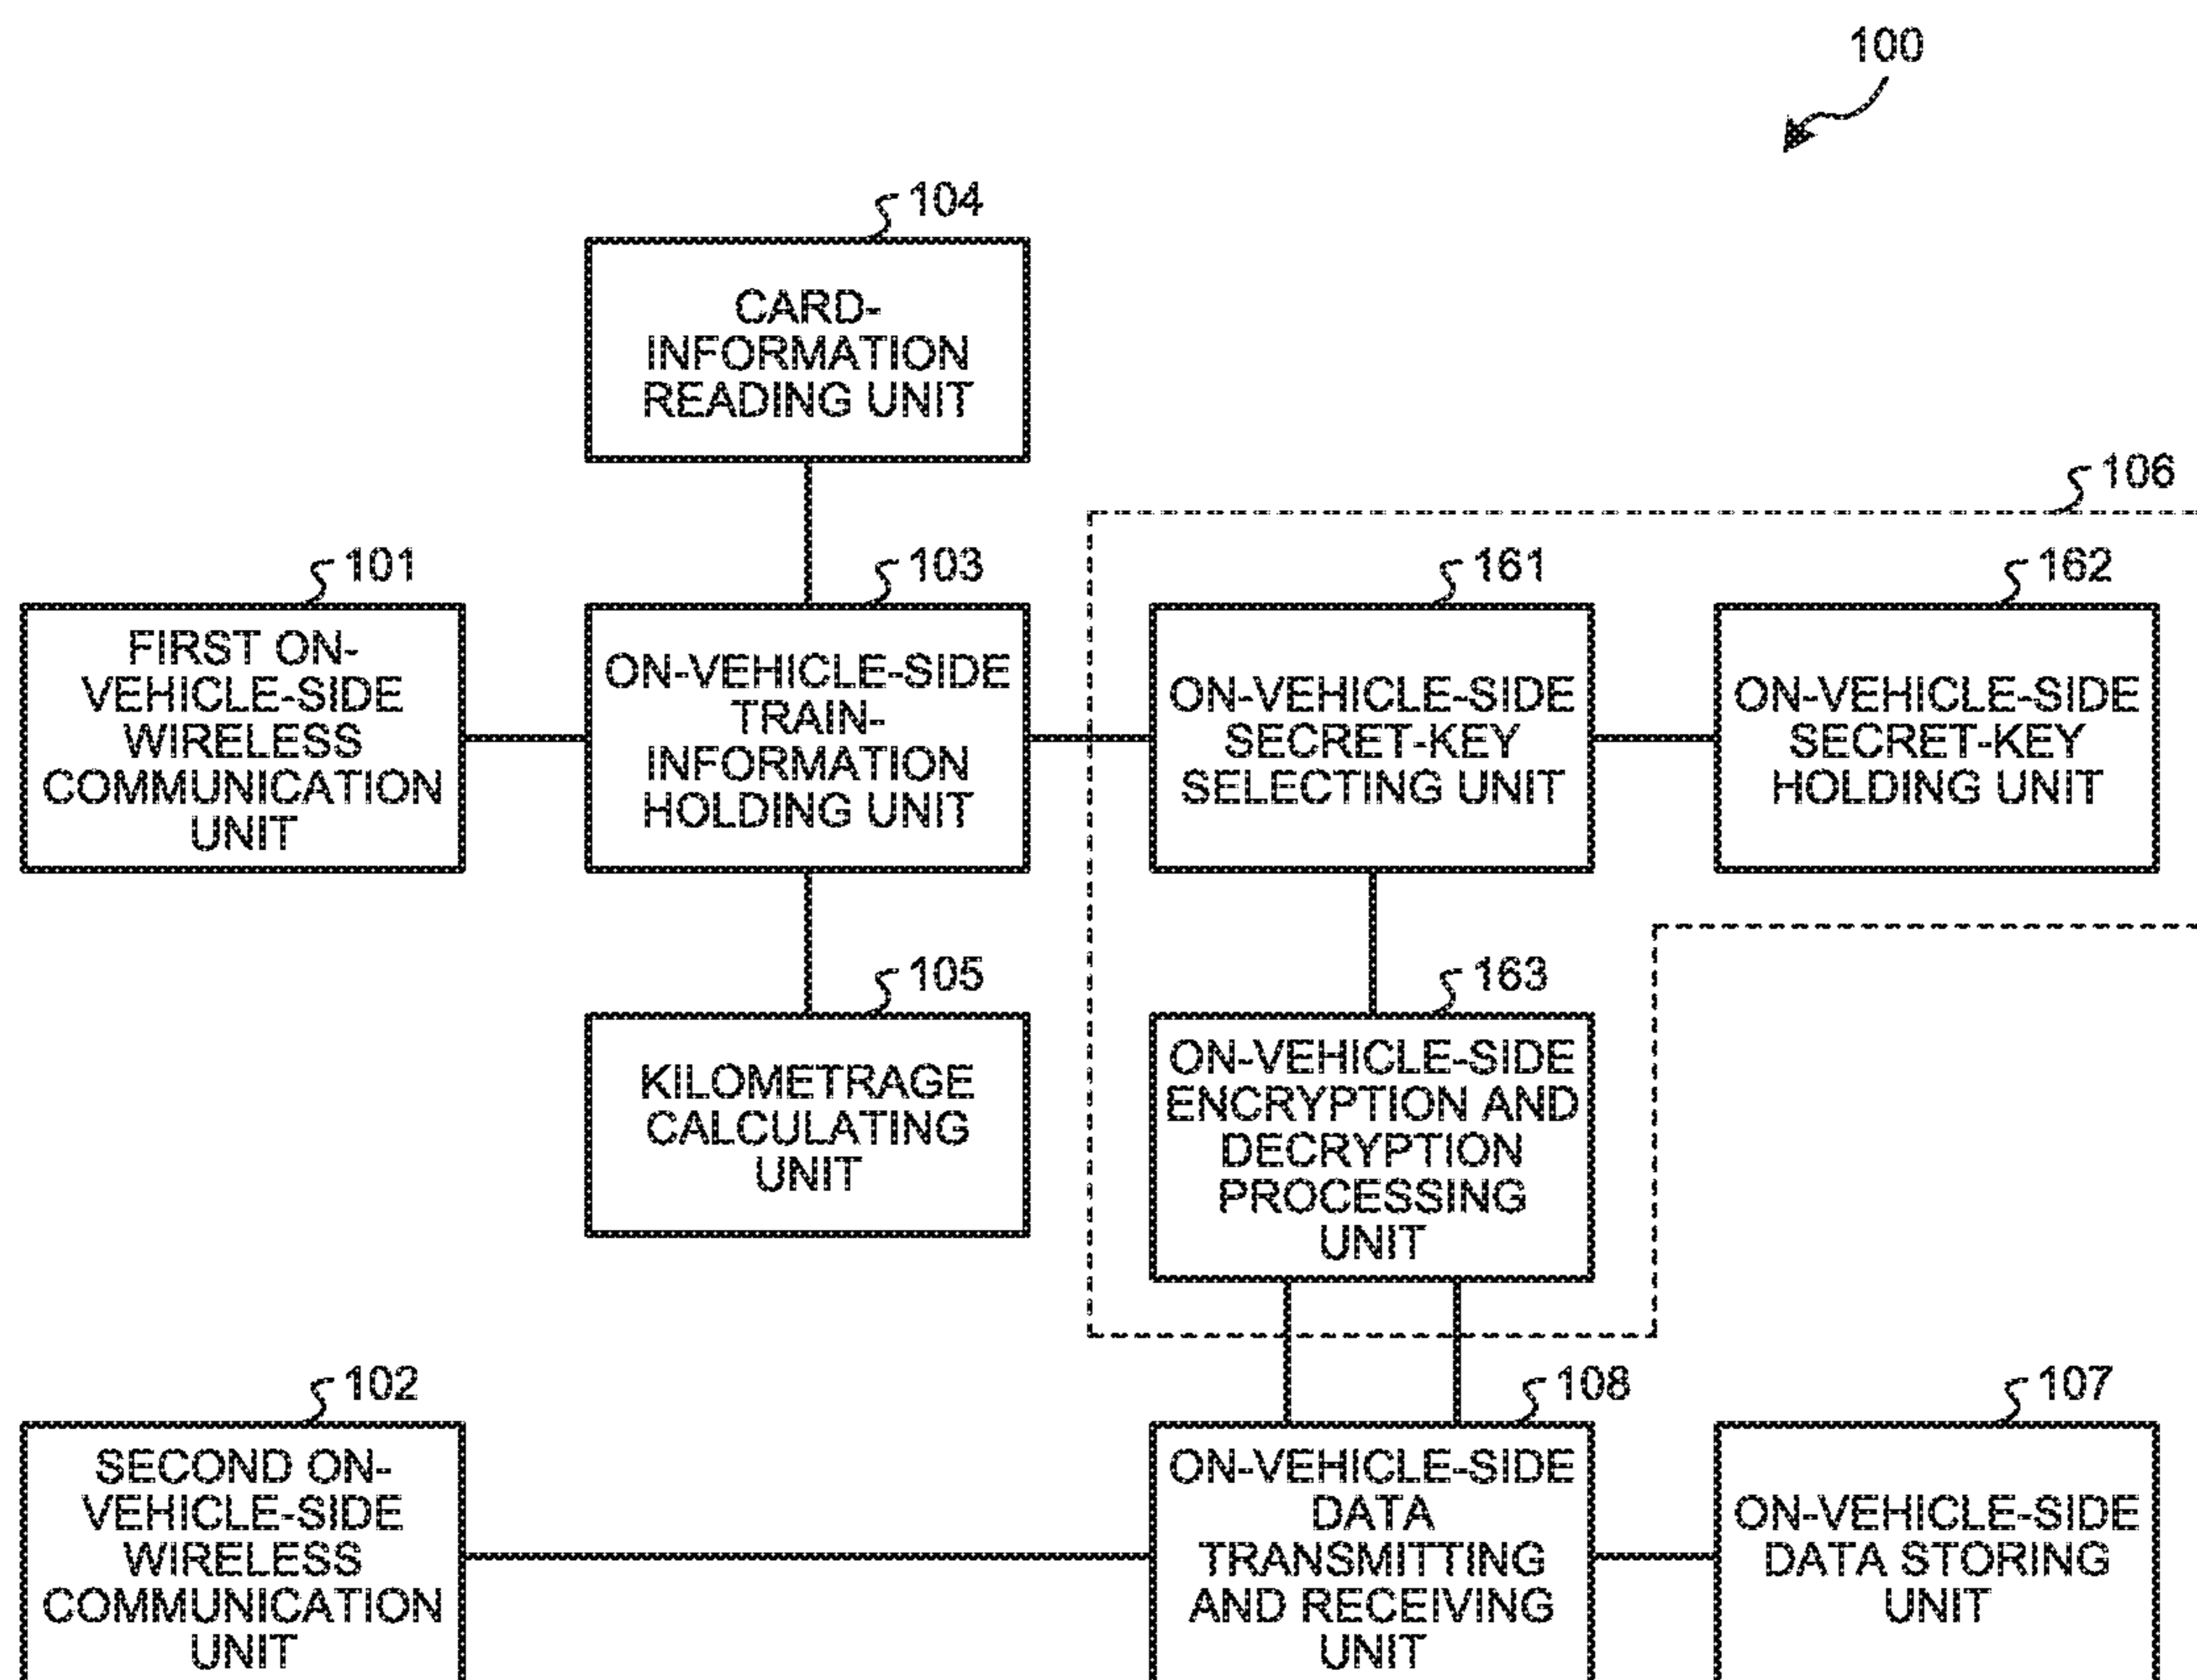 100
104
CARD-
INFORMATION
READING UNIT
106
101
FIRST ON-
VEHICLE-SIDE
WIRELESS
COMMUNICATION
UNIT
103
ON-VEHICLE-SIDE
TRAIN-
INFORMATION
HOLDING UNIT
161
ON-VEHICLE-SIDE
SECRET-KEY
SELECTING UNIT
162
ON-VEHICLE-SIDE
SECRET-KEY
HOLDING UNIT
105
KILOMETRAGE
CALCULATING
UNIT
163
ON-VEHICLE-SIDE
ENCRYPTION AND
DECRYPTION
PROCESSING
UNIT
102
SECOND ON-
VEHICLE-SIDE
WIRELESS
COMMUNICATION
UNIT
108
ON-VEHICLE-SIDE
DATA
TRANSMITTING
AND RECEIVING
UNIT
107
ON-VEHICLE-SIDE
DATA STORING
UNIT